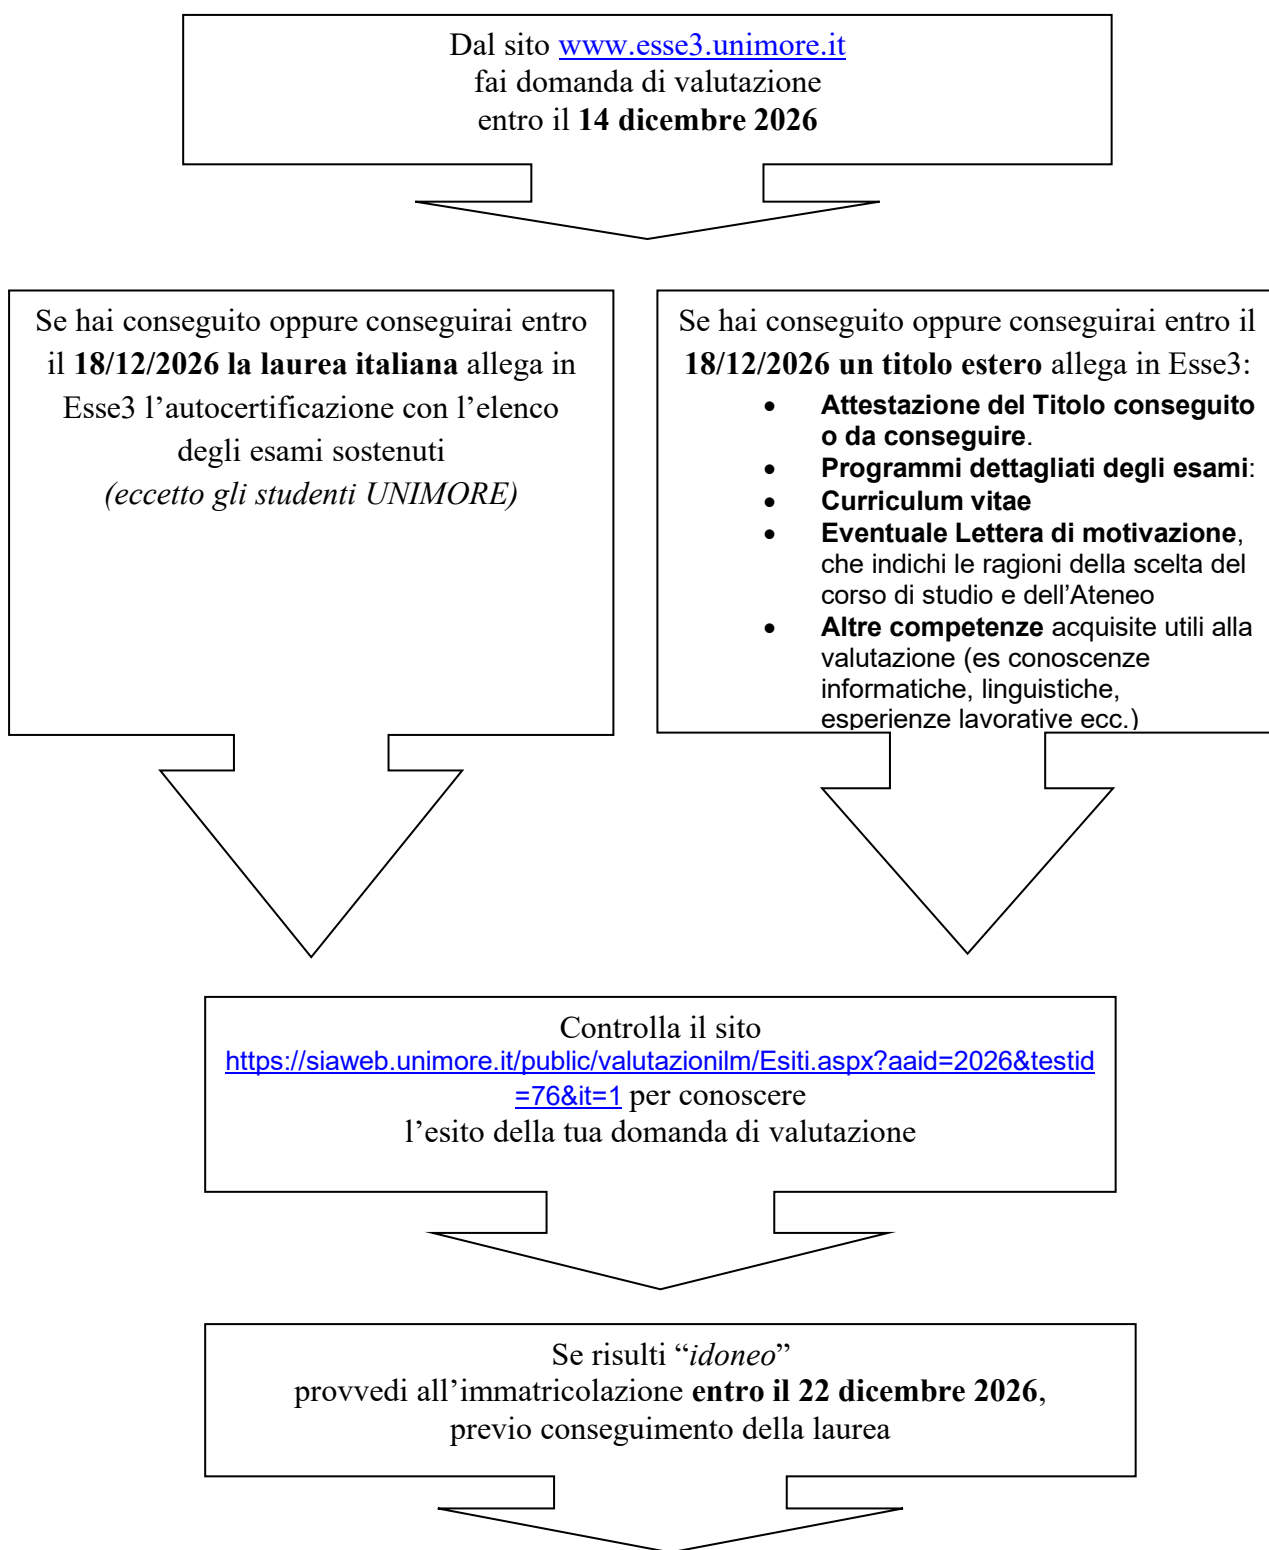 Dal sito www.esse3.unimore.it
fai domanda di valutazione
entro il 14 dicembre 2026
Se hai conseguito oppure conseguirai entro
il 18/12/2026 la laurea italiana allega in
Esse3 l’autocertificazione con l’elenco
degli esami sostenuti
(eccetto gli studenti UNIMORE)
Se hai conseguito oppure conseguirai entro il
18/12/2026 un titolo estero allega in Esse3:
• Attestazione del Titolo conseguito
o da conseguire.
• Programmi dettagliati degli esami:
• Curriculum vitae
• Eventuale Lettera di motivazione,
che indichi le ragioni della scelta del
corso di studio e dell’Ateneo
• Altre competenze acquisite utili alla
valutazione (es conoscenze
informatiche, linguistiche,
esperienze lavorative ecc.)
Controlla il sito
https://siaweb.unimore.it/public/valutazionilm/Esiti.aspx?aaid=2026&testid
=76&it=1 per conoscere
l’esito della tua domanda di valutazione
Se risulti “idoneo”
provvedi all’immatricolazione entro il 22 dicembre 2026,
previo conseguimento della laurea